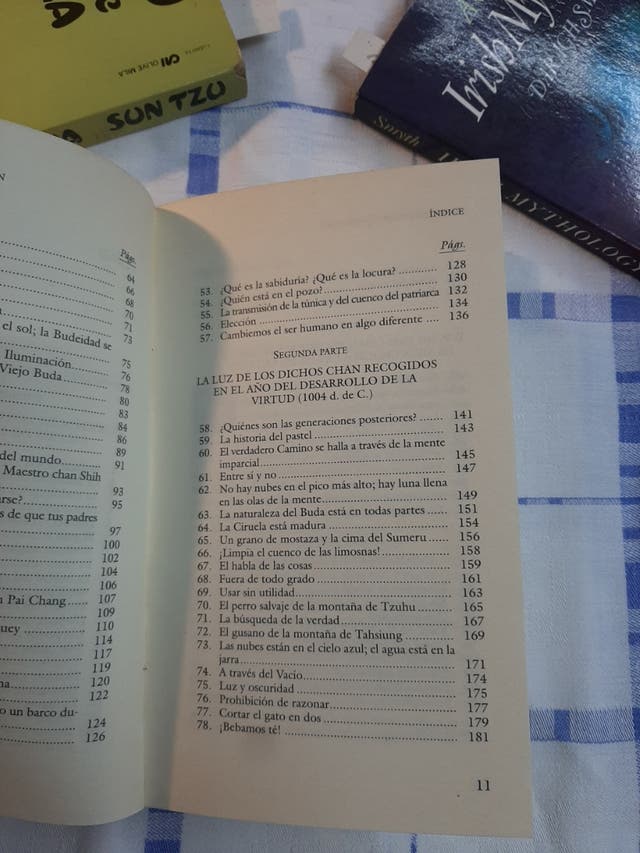 CAI OLIVE MILA
SUN TZU
Irish
Smyth
MYTHOLOGY
N
Págs.
64
66
68
70
71
73
el sol; la Budeidad se
75
Iluminación
76
Viejo Buda
78
80
83
84
86
89
del mundo
91
Maestro chan Shih
93
arse?
95
s de que tus padres
97
100
102
104
106
Pai Chang
107
109
uey
110
114
117
119
na
120
122
o un barco du-
124
126
ÍNDICE
Págs.
53. ¿Qué es la sabiduría? ¿Qué es la locura? 128
54. ¿Quién está en el pozo? 130
55. La transmisión de la túnica y del cuenco del patriarca 132
56. Elección 134
57. Cambiemos el ser humano en algo diferente 136
SEGUNDA PARTE
LA LUZ DE LOS DICHOS CHAN RECOGIDOS
EN EL AÑO DEL DESARROLLO DE LA
VIRTUD (1004 d. de C.)
58. ¿Quiénes son las generaciones posteriores? 141
59. La historia del pastel 143
60. El verdadero Camino se halla a través de la mente
imparcial 145
61. Entre sí y no 147
62. No hay nubes en el pico más alto; hay luna llena
en las olas de la mente 149
63. La naturaleza del Buda está en todas partes 151
64. La Ciruela está madura 154
65. Un grano de mostaza y la cima del Sumeru 156
66. ¡Limpia el cuenco de las limosnas! 158
67. El habla de las cosas 159
68. Fuera de todo grado 161
69. Usar sin utilidad 163
70. El perro salvaje de la montaña de Tzuhu 165
71. La búsqueda de la verdad 167
72. El gusano de la montaña de Tahsiung 169
73. Las nubes están en el cielo azul; el agua está en la
jarra 171
74. A través del Vacío 174
75. Luz y oscuridad 175
76. Prohibición de razonar 177
77. Cortar el gato en dos 179
78. ¡Bebamos té! 181
11